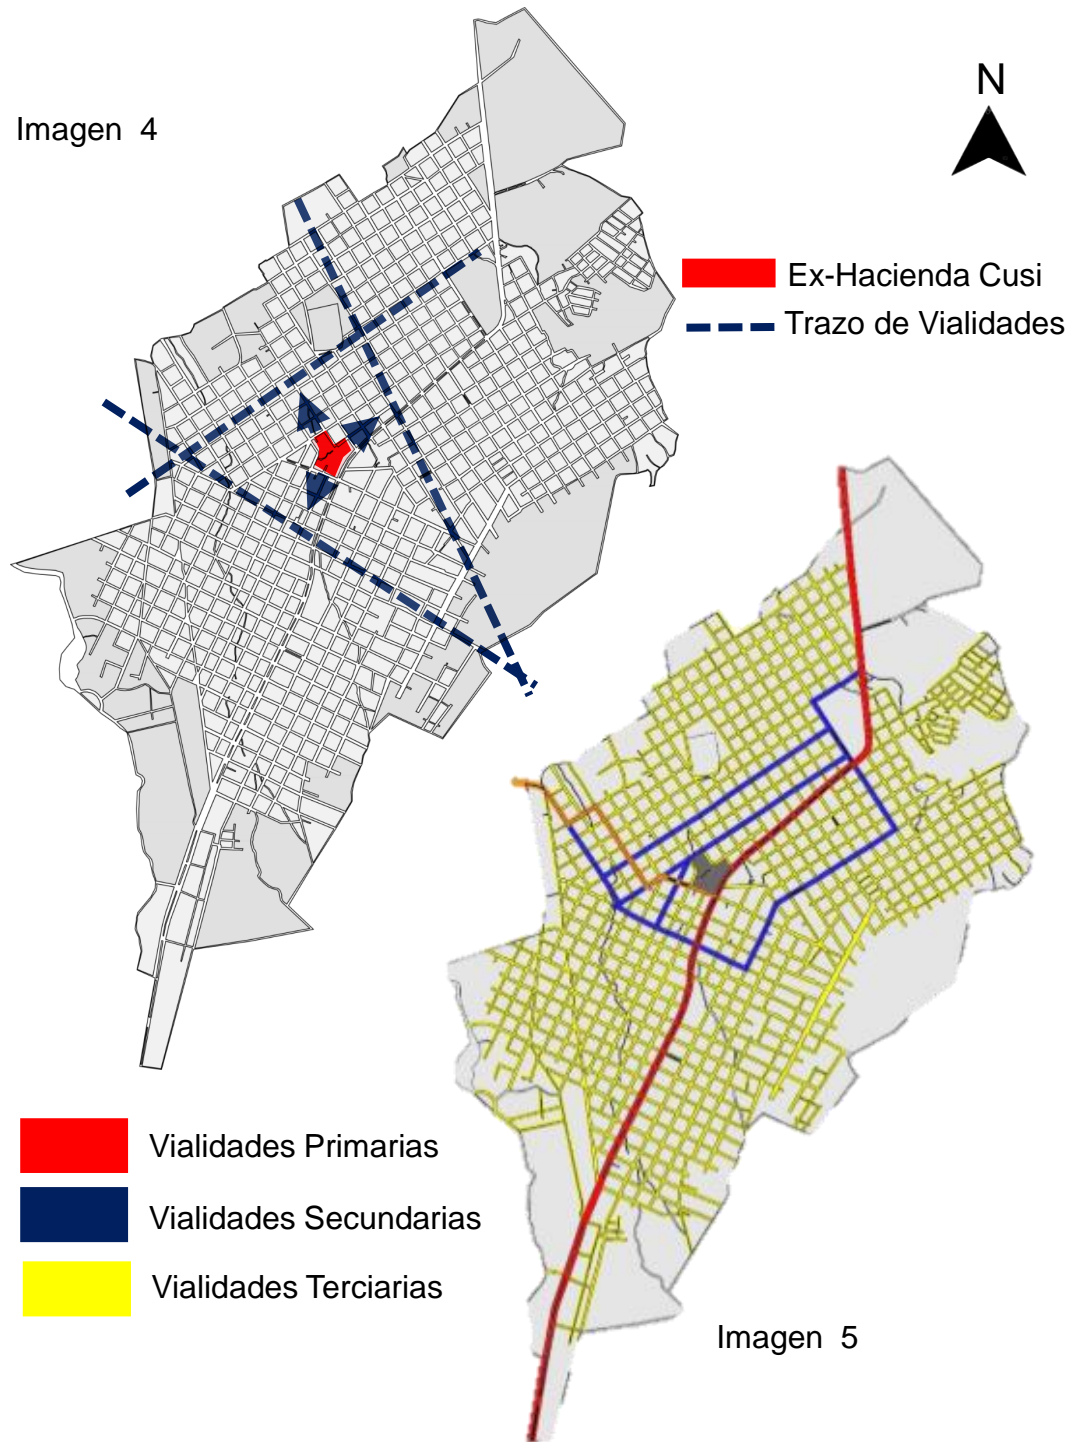 N
Imagen 4
Ex-Hacienda Cusi
Trazo de Vialidades
Vialidades Primarias
Vialidades Secundarias
Vialidades Terciarias
Imagen 5